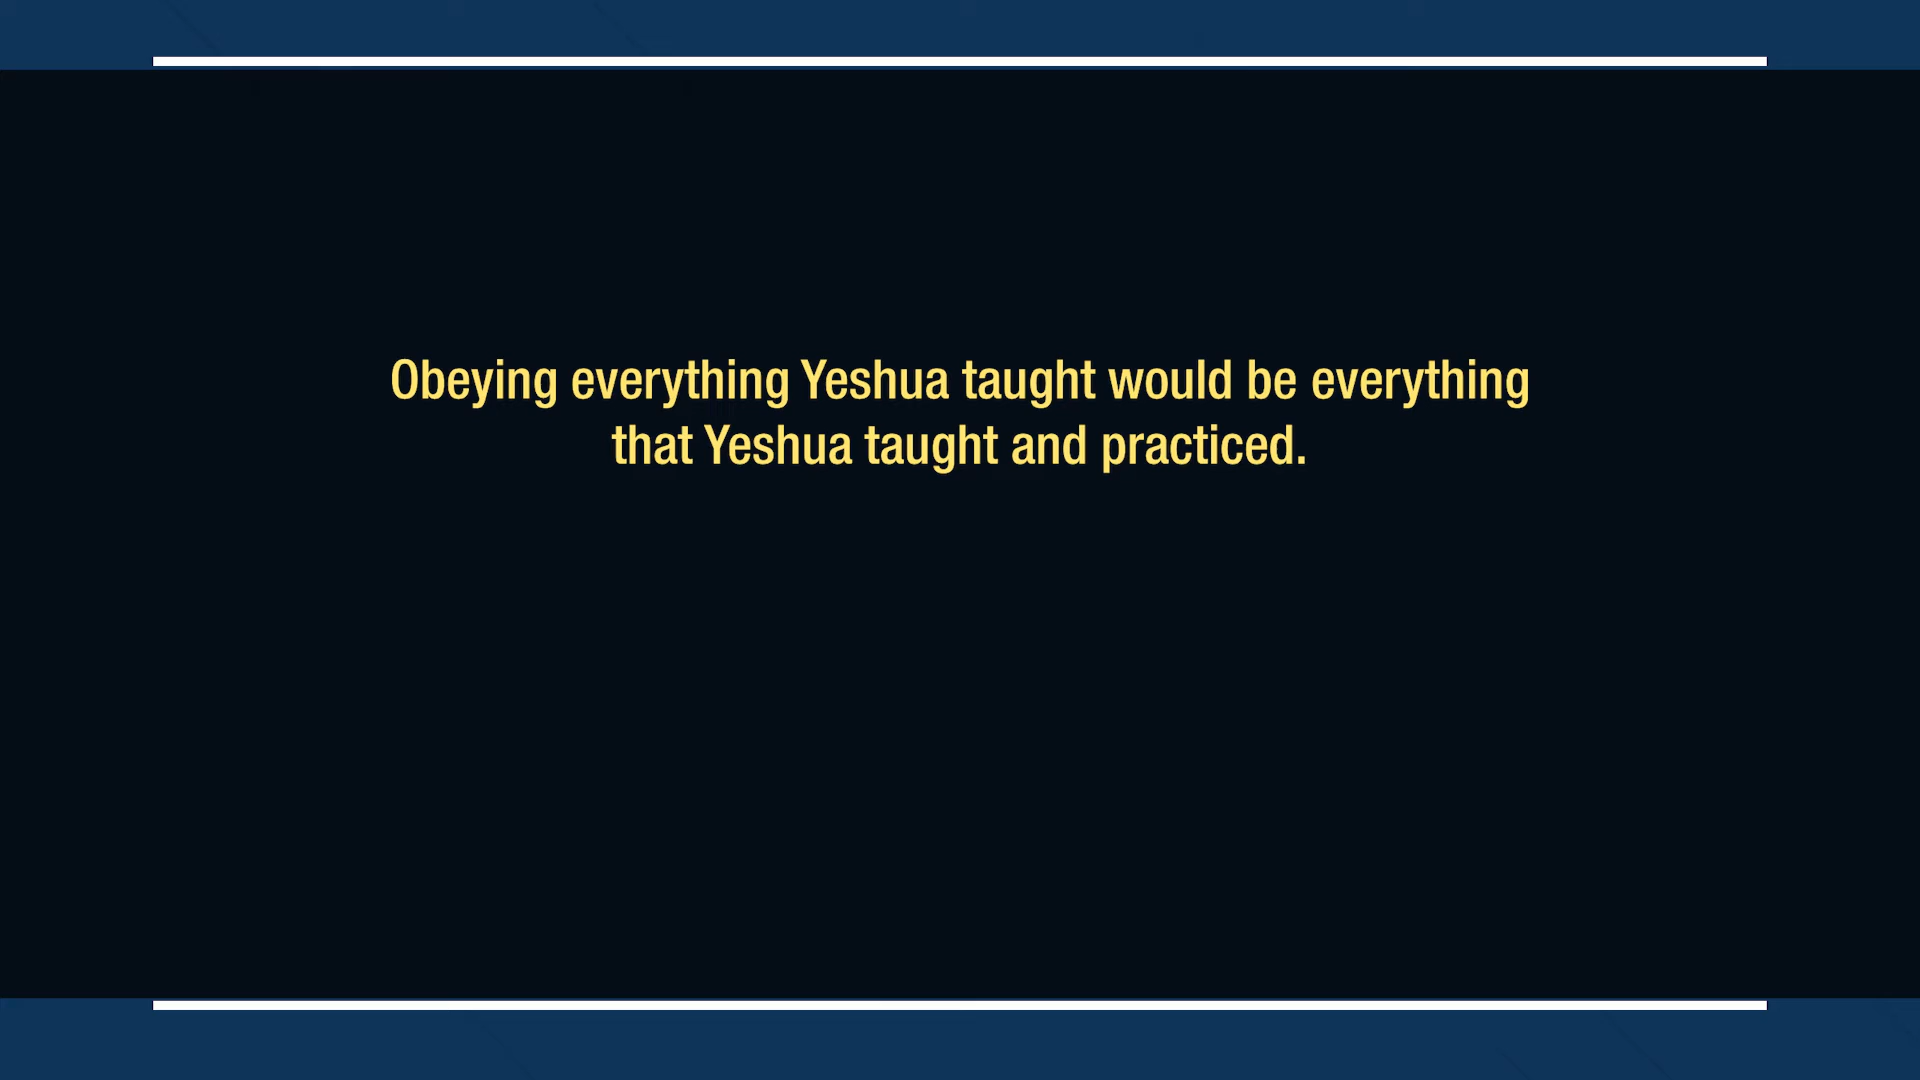 Obeying everything Yeshua taught would be everything
that Yeshua taught and practiced.